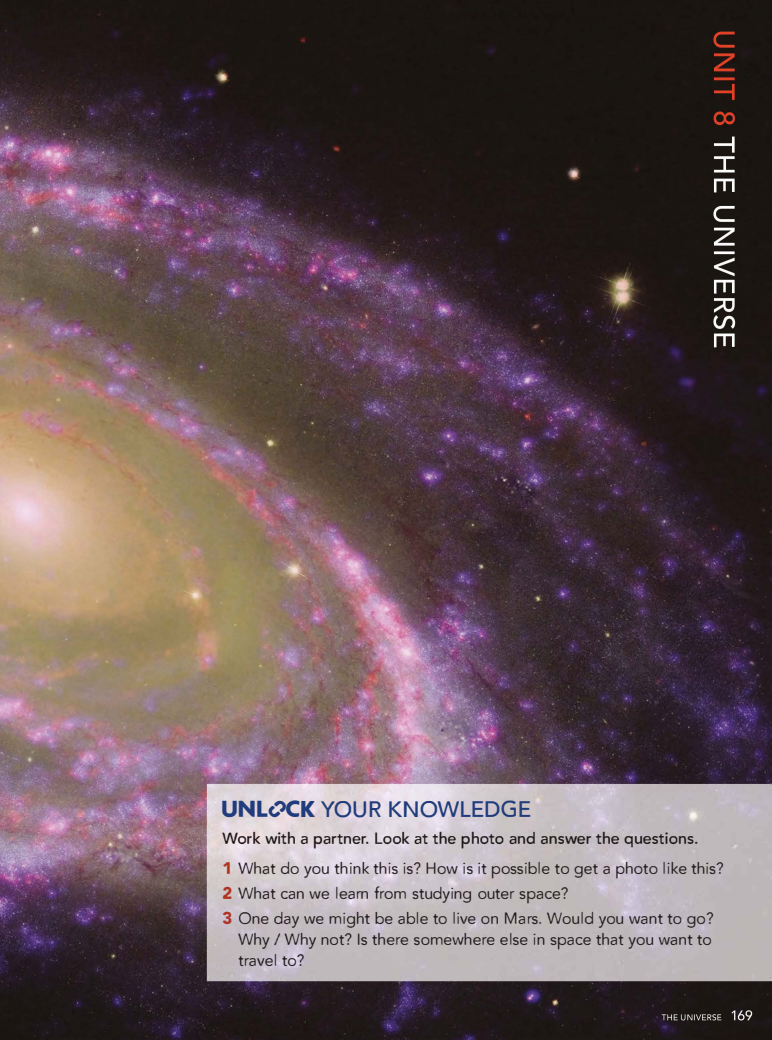 UNIT 8 THE UNIVERSE
UNLOCK YOUR KNOWLEDGE
Work with a partner. Look at the photo and answer the questions.
1 What do you think this is? How is it possible to get a photo like this?
2 What can we learn from studying outer space?
3 One day we might be able to live on Mars. Would you want to go?
Why / Why not? Is there somewhere else in space that you want to
travel to?
THE UNIVERSE 169